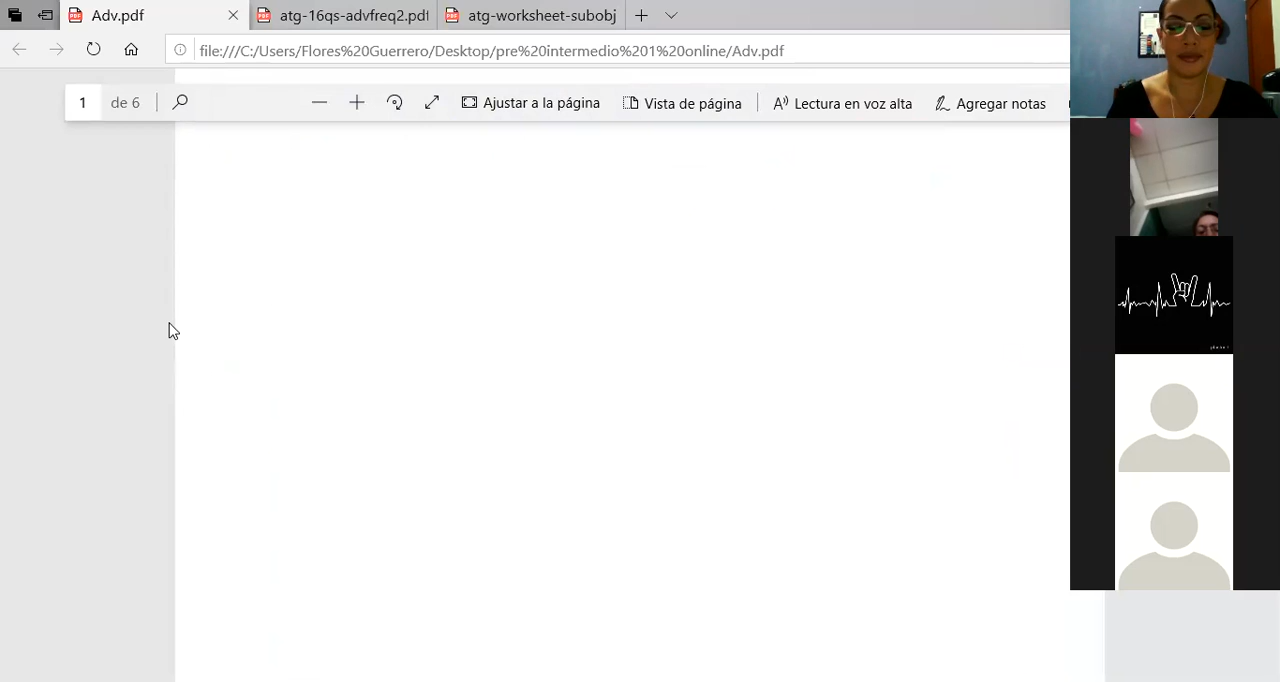 Adv.pdf
atg-16qs-advfreq2.pdf
atg-worksheet-subobj
file:///C:/Users/Flores%20Guerrero/Desktop/pre%20intermedio%201%20online/Adv.pdf
1 de 6
Ajustar a la página
Vista de página
Lectura en voz alta
Agregar notas